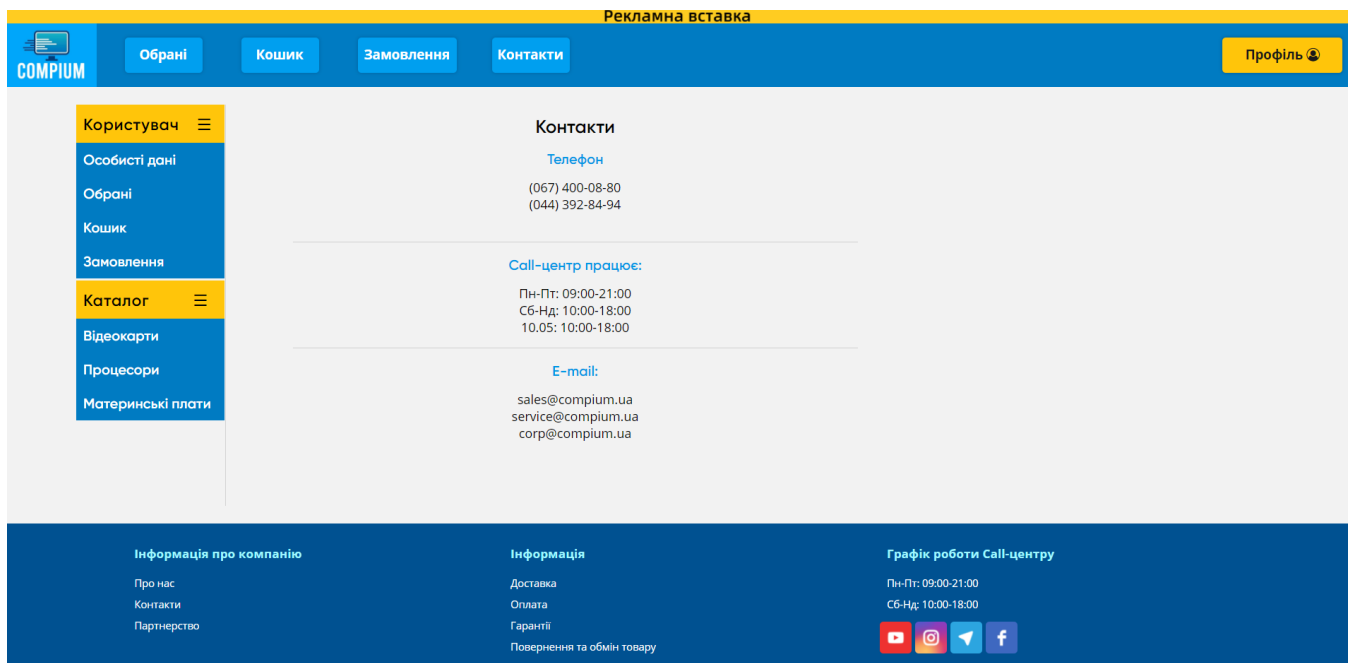 Рекламна вставка
COMPIUM
Обрані
Кошик
Замовлення
Контакти
Профіль
Користувач
Особисті дані
Обрані
Кошик
Замовлення
Каталог
Відеокарти
Процесори
Материнські плати
Контакти
Телефон
(067) 400-08-80
(044) 392-84-94
Call-центр працює:
Пн-Пт: 09:00-21:00
Сб-Нд: 10:00-18:00
10.05: 10:00-18:00
E-mail:
sales@compium.ua
service@compium.ua
corp@compium.ua
Інформація про компанію
Про нас
Контакти
Партнерство
Інформація
Доставка
Оплата
Гарантії
Повернення та обмін товару
Графік роботи Call-центру
Пн-Пт: 09:00-21:00
Сб-Нд: 10:00-18:00